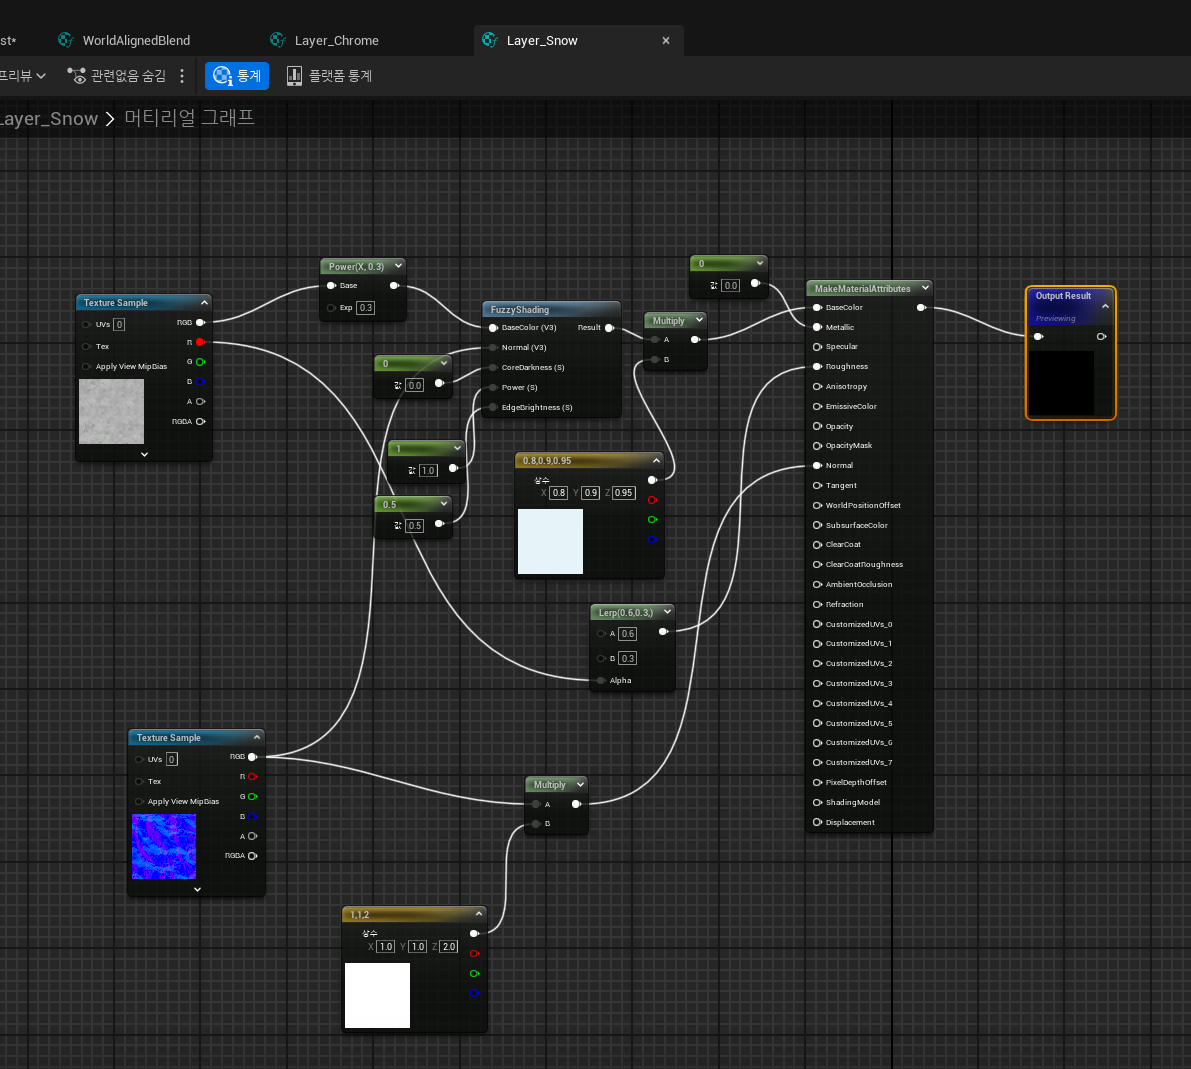 st*
WorldAlignedBlend
Layer_Chrome
Layer_Snow
프리뷰
관련없음 숨김
통계
플랫폼 통계
Layer_Snow
머티리얼 그래프
Texture Sample
UVs 0
Tex
Apply View MipBias
RGB
R
G
B
A
RGBA
Power(X, 0.3)
Base
Exp 0.3
0
값 0.0
1
값 1.0
0.5
값 0.5
FuzzyShading
BaseColor (V3)
Result
Normal (V3)
CoreDarkness (S)
Power (S)
EdgeBrightness (S)
Multiply
A
B
0
값 0.0
0.8,0.9,0.95
상수
X 0.8 Y 0.9 Z 0.95
Lerp(0.6,0.3,)
A 0.6
B 0.3
Alpha
MakeMaterialAttributes
BaseColor
Metallic
Specular
Roughness
Anisotropy
EmissiveColor
Opacity
OpacityMask
Normal
Tangent
WorldPositionOffset
SubsurfaceColor
ClearCoat
ClearCoatRoughness
AmbientOcclusion
Refraction
CustomizedUVs_0
CustomizedUVs_1
CustomizedUVs_2
CustomizedUVs_3
CustomizedUVs_4
CustomizedUVs_5
CustomizedUVs_6
CustomizedUVs_7
PixelDepthOffset
ShadingModel
Displacement
Output Result
Previewing
Texture Sample
UVs 0
Tex
Apply View MipBias
RGB
R
G
B
A
RGBA
Multiply
A
B
1,1,2
상수
X 1.0 Y 1.0 Z 2.0